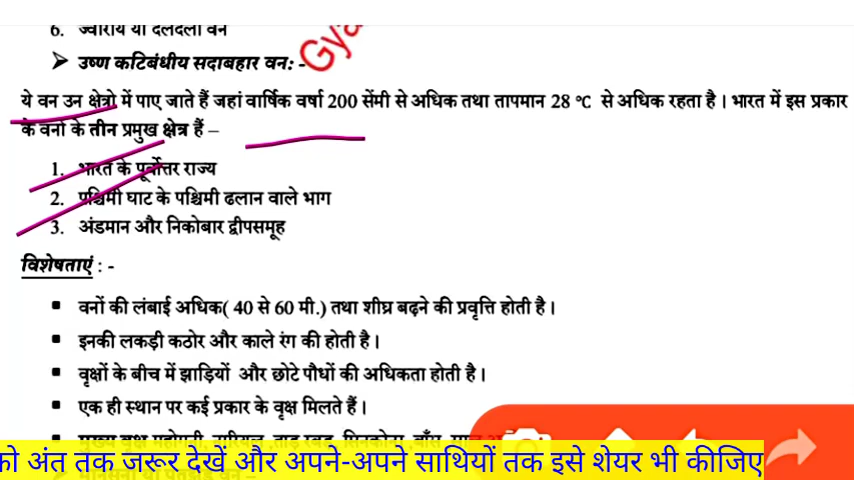 6. ज्वारीय या दलदली वन
Gya
➤ उष्ण कटिबंधीय सदाबहार वन: -
ये वन उन क्षेत्रो में पाए जाते हैं जहां वार्षिक वर्षा 200 सेंमी से अधिक तथा तापमान 28 °C से अधिक रहता है । भारत में इस प्रकार
के वनो के तीन प्रमुख क्षेत्र हैं –
1. भारत के पूर्वोत्तर राज्य
2. पश्चिमी घाट के पश्चिमी ढलान वाले भाग
3. अंडमान और निकोबार द्वीपसमूह
विशेषताएं : -
▪ वनों की लंबाई अधिक( 40 से 60 मी.) तथा शीघ्र बढ़ने की प्रवृत्ति होती है ।
▪ इनकी लकड़ी कठोर और काले रंग की होती है ।
▪ वृक्षों के बीच में झाड़ियों और छोटे पौधों की अधिकता होती है ।
▪ एक ही स्थान पर कई प्रकार के वृक्ष मिलते हैं ।
▪ मुख्य वृक्ष
को अंत तक जरूर देखें और अपने-अपने साथियों तक इसे शेयर भी कीजिए